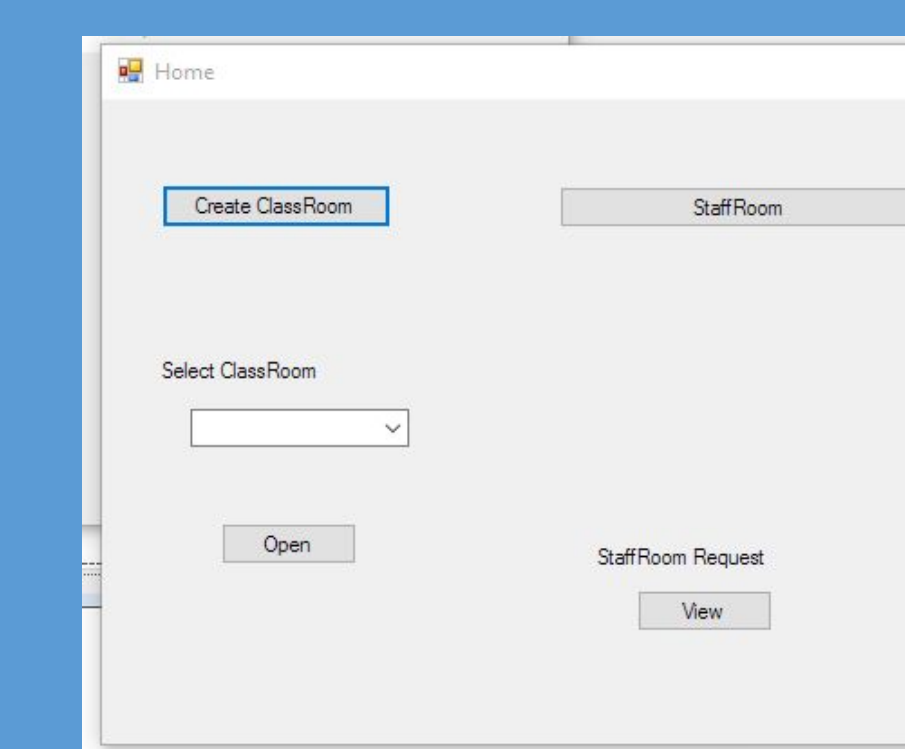 Home
Create ClassRoom
StaffRoom
Select ClassRoom
Open
StaffRoom Request
View